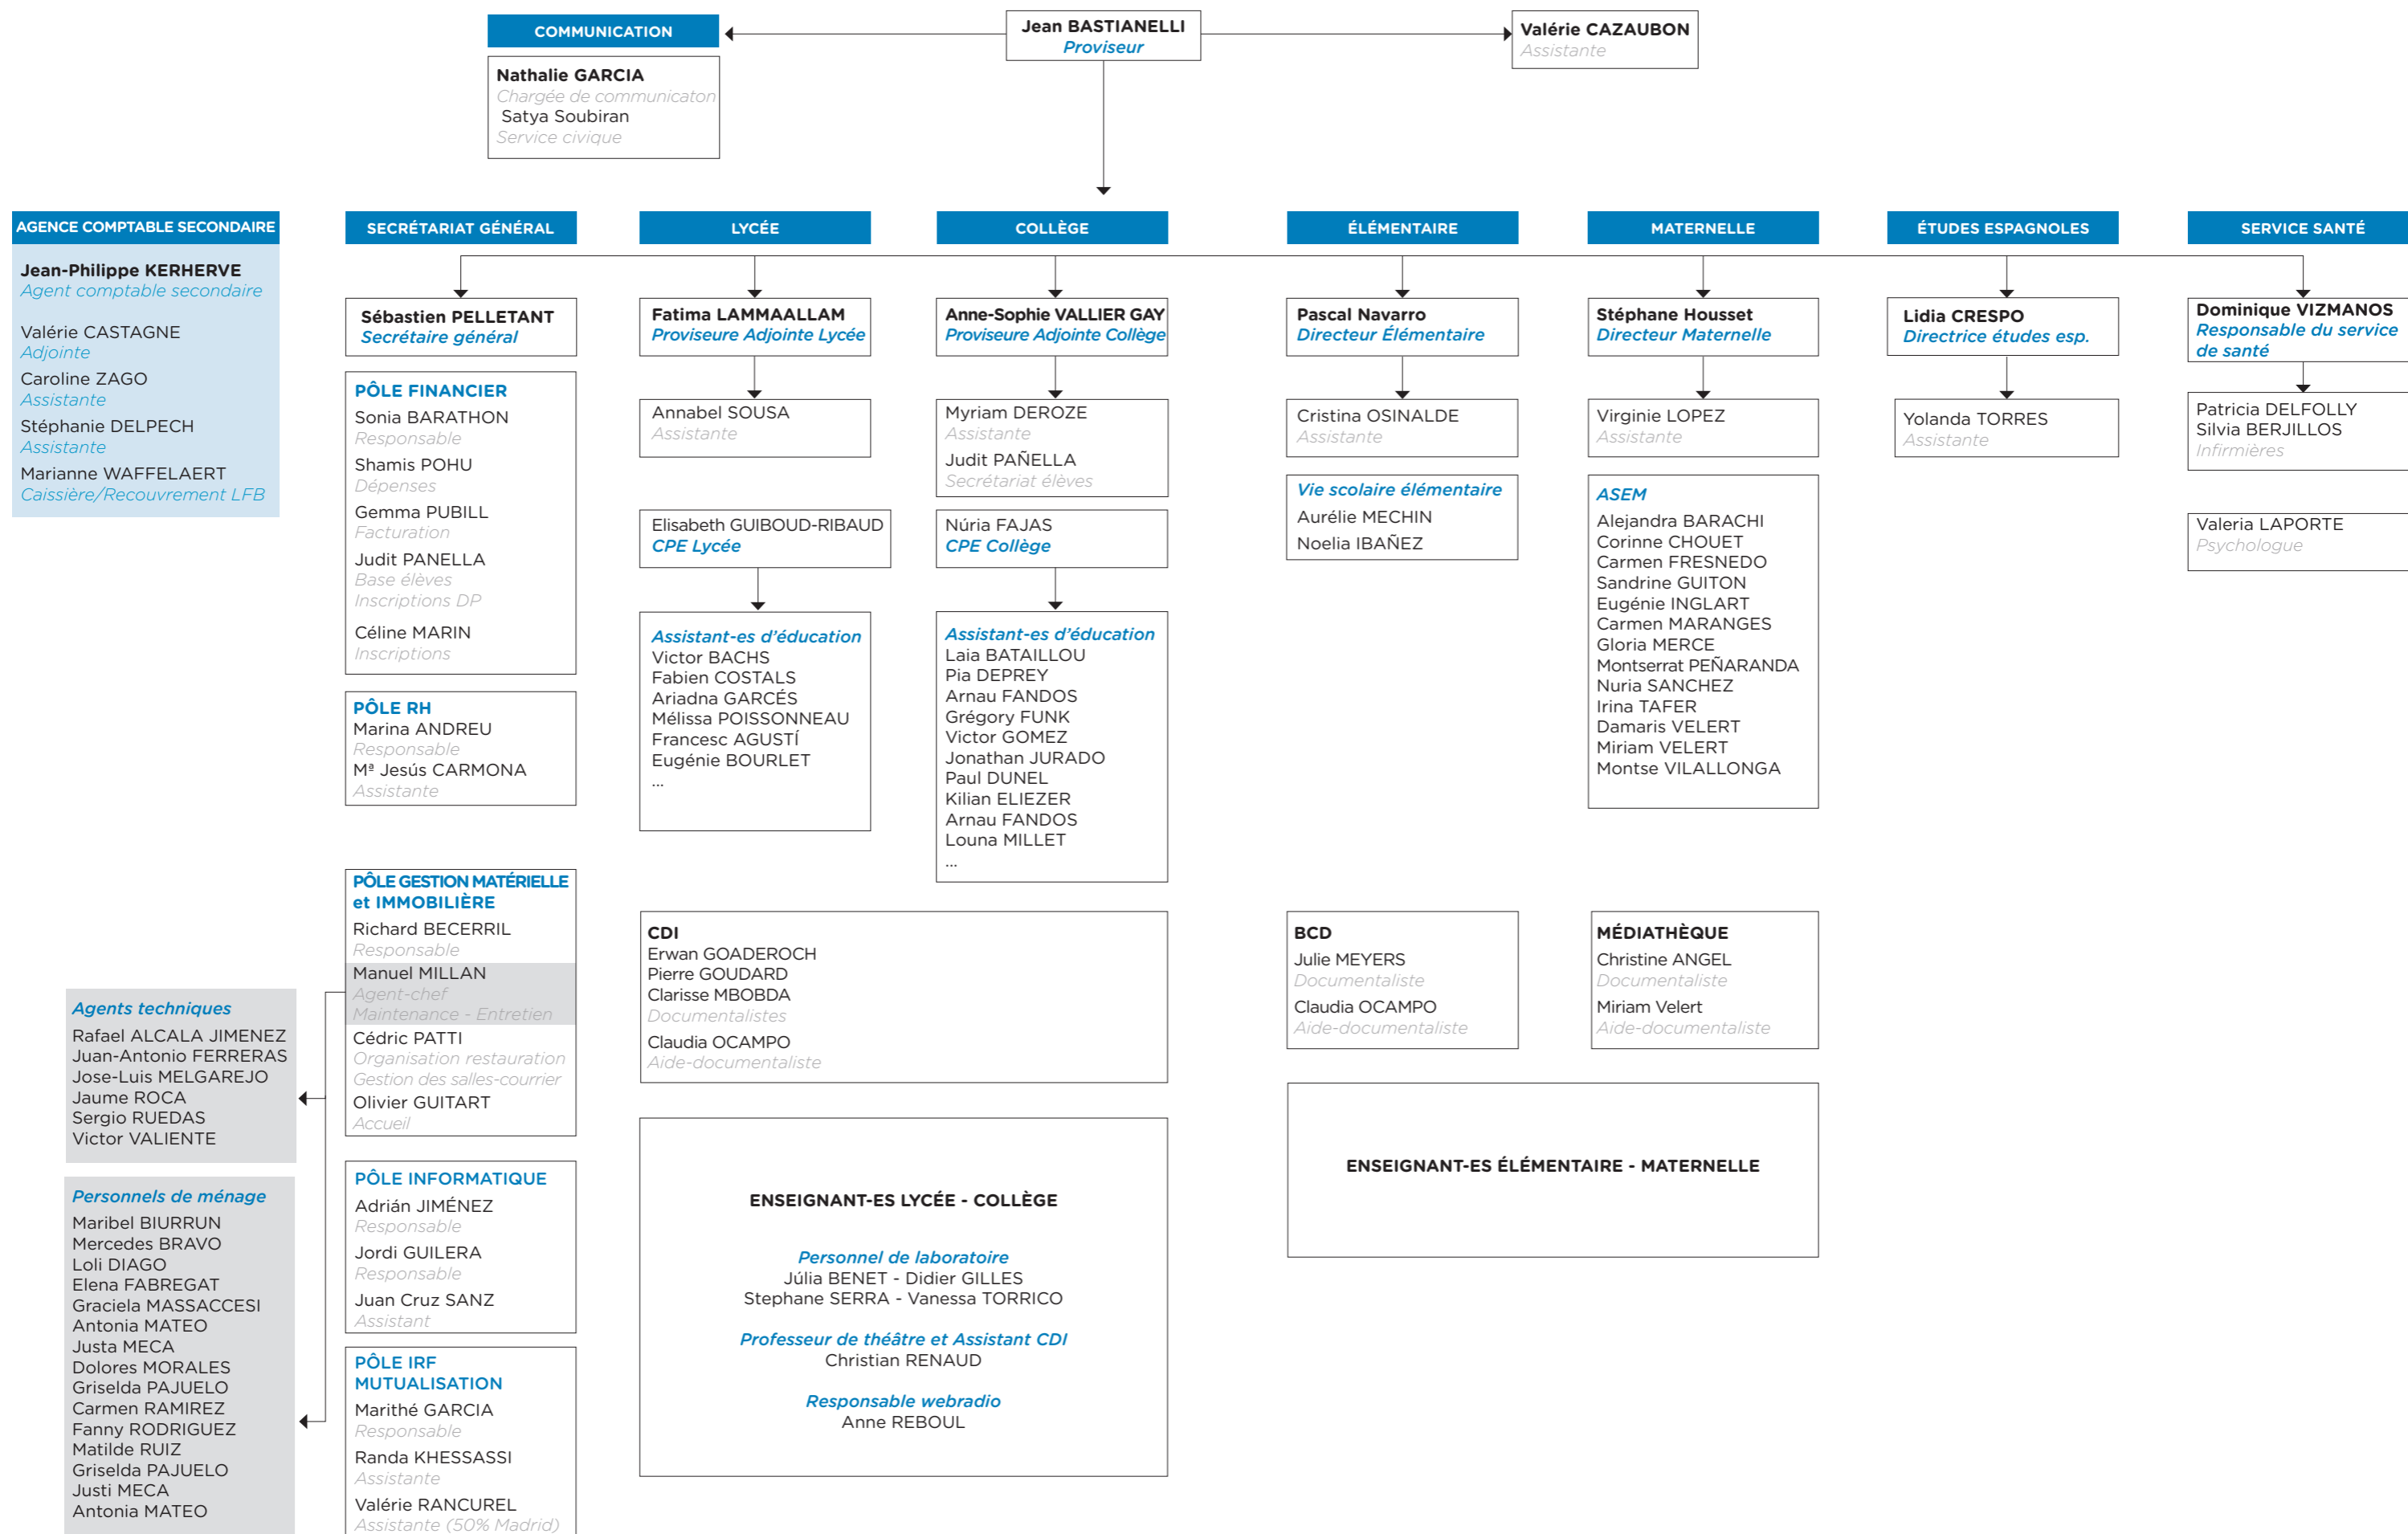 COMMUNICATION
Nathalie GARCIA
Chargée de communicaton
Satya Soubiran
Service civique
Jean BASTIANELLI
Proviseur
Valérie CAZAUBON
Assistante
AGENCE COMPTABLE SECONDAIRE
Jean-Philippe KERHERVE
Agent comptable secondaire
Valérie CASTAGNE
Adjointe
Caroline ZAGO
Assistante
Stéphanie DELPECH
Assistante
Marianne WAFFELAERT
Caissière/Recouvrement LFB
SECRÉTARIAT GÉNÉRAL
Sébastien PELLETANT
Secrétaire général
PÔLE FINANCIER
Sonia BARATHON
Responsable
Shamis POHU
Dépenses
Gemma PUBILL
Facturation
Judit PANELLA
Base élèves
Inscriptions DP
Céline MARIN
Inscriptions
PÔLE RH
Marina ANDREU
Responsable
Mª Jesús CARMONA
Assistante
PÔLE GESTION MATÉRIELLE
et IMMOBILIÈRE
Richard BECERRIL
Responsable
Manuel MILLAN
Agent-chef
Maintenance - Entretien
Cédric PATTI
Organisation restauration
Gestion des salles-courrier
Olivier GUITART
Accueil
Agents techniques
Rafael ALCALA JIMENEZ
Juan-Antonio FERRERAS
Jose-Luis MELGAREJO
Jaume ROCA
Sergio RUEDAS
Victor VALIENTE
Personnels de ménage
Maribel BIURRUN
Mercedes BRAVO
Loli DIAGO
Elena FABREGAT
Graciela MASSACCESI
Antonia MATEO
Justa MECA
Dolores MORALES
Griselda PAJUELO
Carmen RAMIREZ
Fanny RODRIGUEZ
Matilde RUIZ
Griselda PAJUELO
Justi MECA
Antonia MATEO
PÔLE INFORMATIQUE
Adrián JIMÉNEZ
Responsable
Jordi GUILERA
Responsable
Juan Cruz SANZ
Assistant
PÔLE IRF
MUTUALISATION
Marithé GARCIA
Responsable
Randa KHESSASSI
Assistante
Valérie RANCUREL
Assistante (50% Madrid)
LYCÉE
Fatima LAMMAALLAM
Proviseure Adjointe Lycée
Annabel SOUSA
Assistante
Elisabeth GUIBOUD-RIBAUD
CPE Lycée
Assistant-es d'éducation
Victor BACHS
Fabien COSTALS
Ariadna GARCÉS
Mélissa POISSONNEAU
Francesc AGUSTÍ
Eugénie BOURLET
...
COLLÈGE
Anne-Sophie VALLIER GAY
Proviseure Adjointe Collège
Myriam DEROZE
Assistante
Judit PAÑELLA
Secrétariat élèves
Núria FAJAS
CPE Collège
Assistant-es d'éducation
Laia BATAILLOU
Pia DEPREY
Arnau FANDOS
Grégory FUNK
Victor GOMEZ
Jonathan JURADO
Paul DUNEL
Kilian ELIEZER
Arnau FANDOS
Louna MILLET
...
CDI
Erwan GOADEROCH
Pierre GOUDARD
Clarisse MBOBDA
Documentalistes
Claudia OCAMPO
Aide-documentaliste
ENSEIGNANT-ES LYCÉE - COLLÈGE
Personnel de laboratoire
Júlia BENET - Didier GILLES
Stephane SERRA - Vanessa TORRICO
Professeur de théâtre et Assistant CDI
Christian RENAUD
Responsable webradio
Anne REBOUL
ÉLÉMENTAIRE
Pascal Navarro
Directeur Élémentaire
Cristina OSINALDE
Assistante
Vie scolaire élémentaire
Aurélie MECHIN
Noelia IBAÑEZ
BCD
Julie MEYERS
Documentaliste
Claudia OCAMPO
Aide-documentaliste
MATERNELLE
Stéphane Housset
Directeur Maternelle
Virginie LOPEZ
Assistante
ASEM
Alejandra BARACHI
Corinne CHOUET
Carmen FRESNEDO
Sandrine GUITON
Eugénie INGLART
Carmen MARANGES
Gloria MERCE
Montserrat PEÑARANDA
Nuria SANCHEZ
Irina TAFER
Damaris VELERT
Miriam VELERT
Montse VILALLONGA
MÉDIATHÈQUE
Christine ANGEL
Documentaliste
Miriam Velert
Aide-documentaliste
ENSEIGNANT-ES ÉLÉMENTAIRE - MATERNELLE
ÉTUDES ESPAGNOLES
Lidia CRESPO
Directrice études esp.
Yolanda TORRES
Assistante
SERVICE SANTÉ
Dominique VIZMANOS
Responsable du service
de santé
Patricia DELFOLLY
Silvia BERJILLOS
Infirmières
Valeria LAPORTE
Psychologue